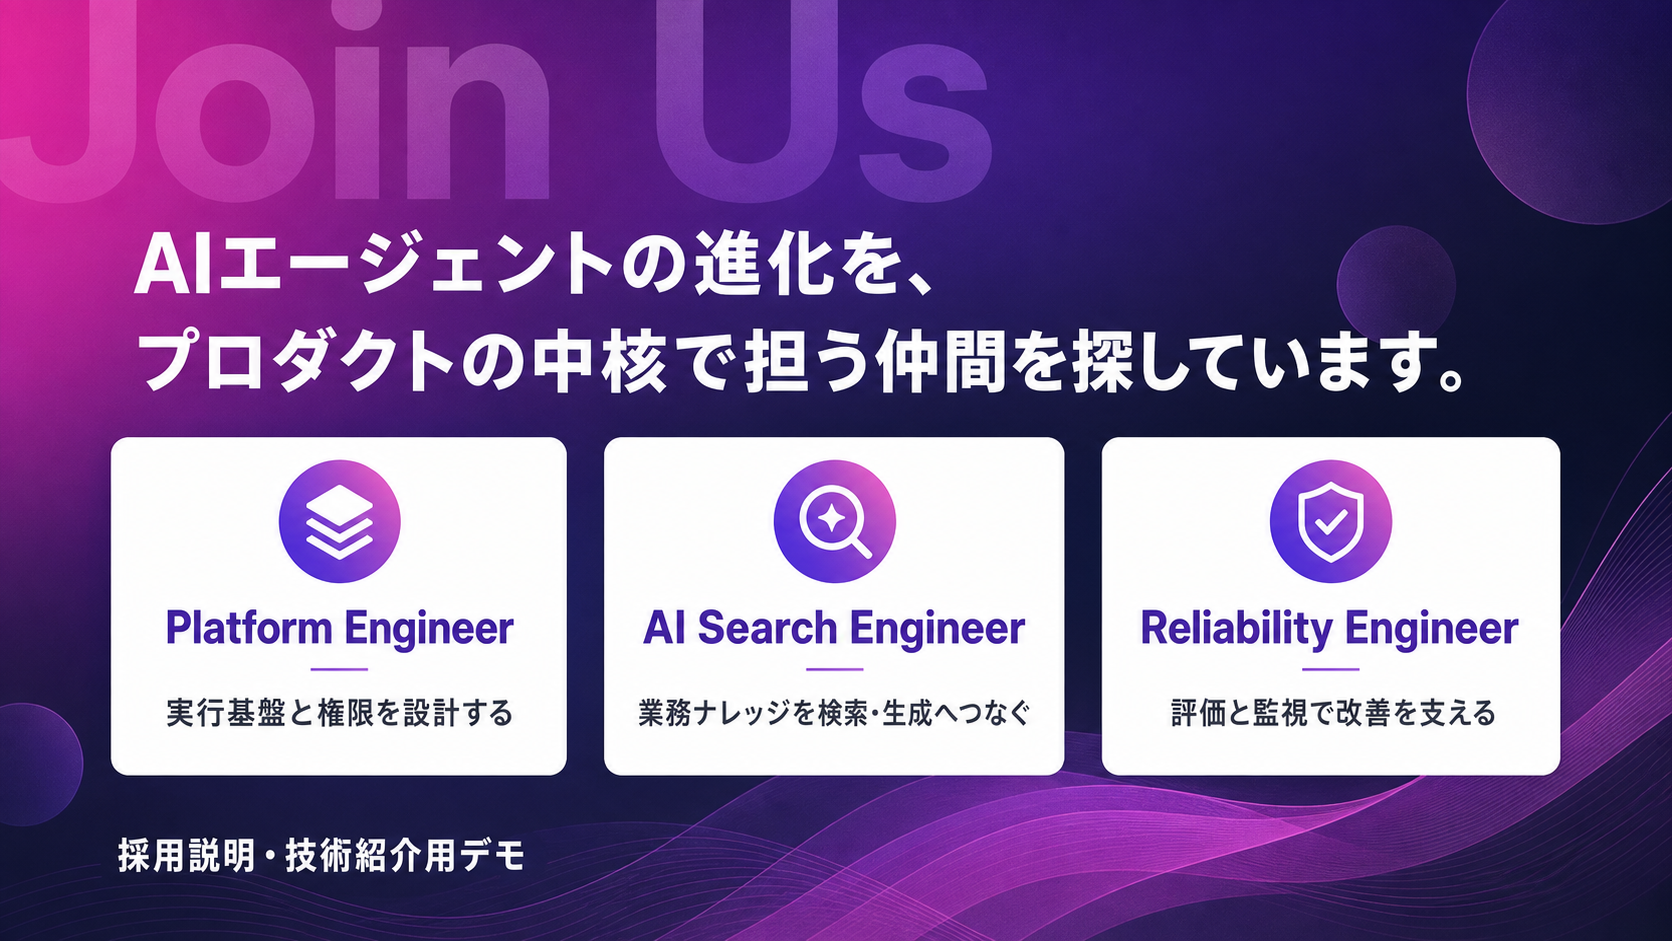 Join Us
AIエージェントの進化を、
プロダクトの中核で担う仲間を探しています。
Platform Engineer
実行基盤と権限を設計する
AI Search Engineer
業務ナレッジを検索・生成へつなぐ
Reliability Engineer
評価と監視で改善を支える
採用説明・技術紹介用デモ